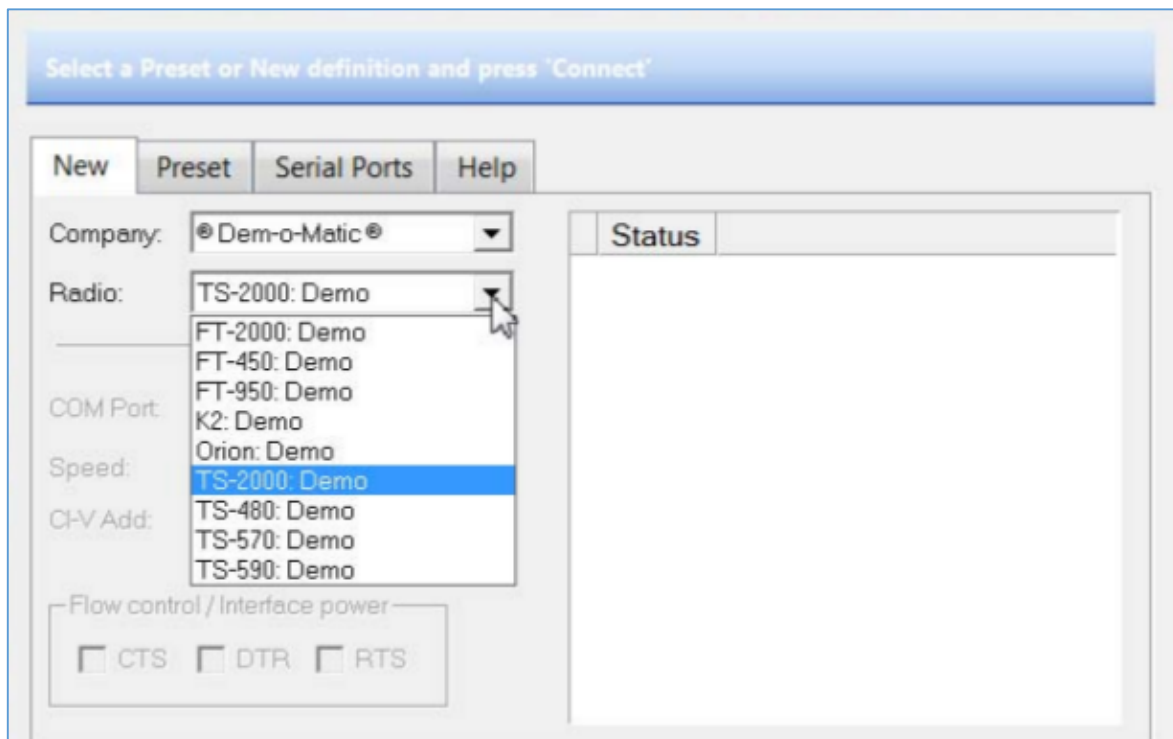 Select a Preset or New definition and press 'Connect'
New Preset Serial Ports Help
Company: ® Dem-o-Matic ®
Status
Radio: TS-2000: Demo
FT-2000: Demo
FT-450: Demo
FT-950: Demo
COM Port:
K2: Demo
Orion: Demo
Speed:
TS-2000: Demo
TS-480: Demo
CI-V Add:
TS-570: Demo
TS-590: Demo
Flow control / Interface power
CTS DTR RTS